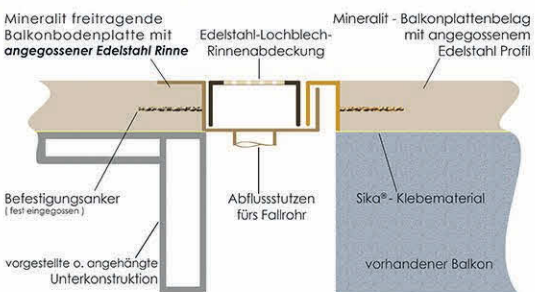 Mineralit freitragende
Balkonbodenplatte mit
angegossener Edelstahl Rinne
Edelstahl-Lochblech-
Rinnenabdeckung
Mineralit - Balkonplattenbelag
mit angegossenem
Edelstahl Profil
Befestigungsanker
( fest eingegossen )
Abflussstutzen
fürs Fallrohr
Sika®- Klebematerial
vorgestellte o. angehängte
Unterkonstruktion
vorhandener Balkon